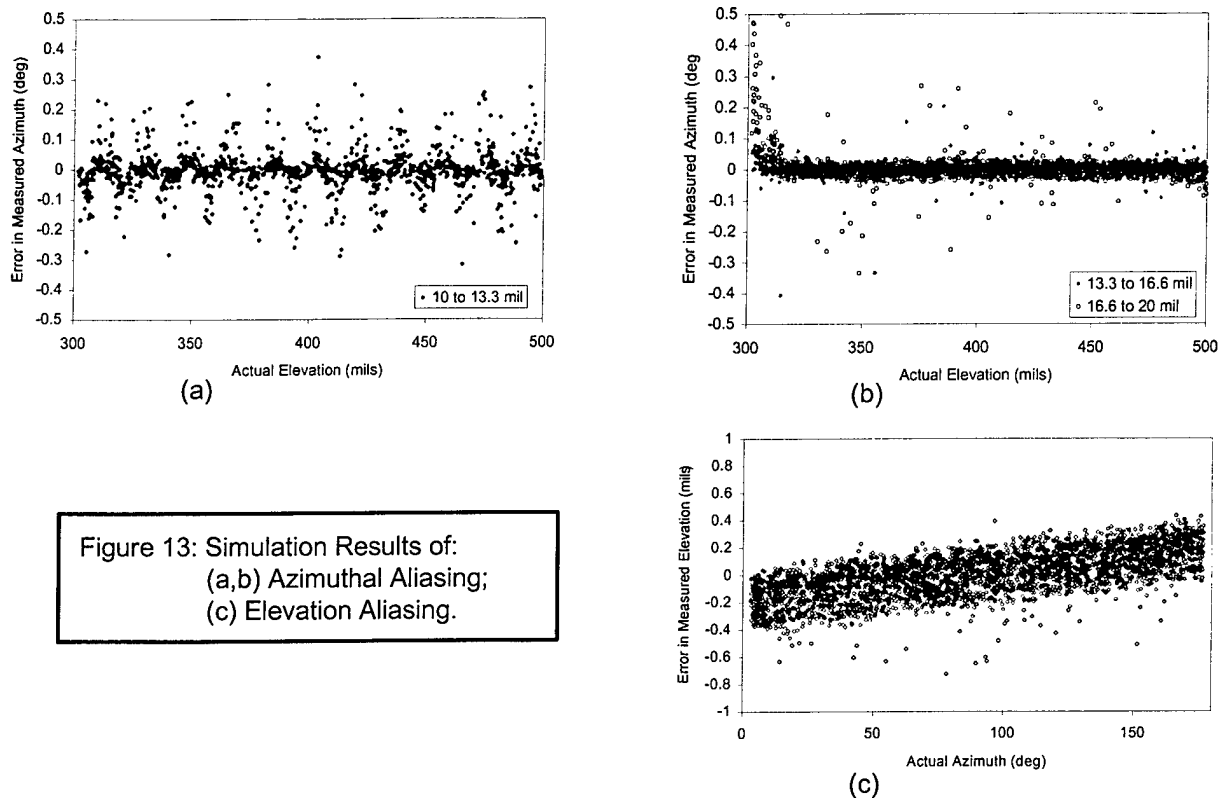 0.5
0.4
0.3
0.2
0.1
0
-0.1
-0.2
-0.3
-0.4
-0.5
Error in Measured Azimuth (deg)
10 to 13.3 mil
300 350 400 450 500
Actual Elevation (mils)
(a)
0.5
0.4
0.3
0.2
0.1
0
-0.1
-0.2
-0.3
-0.4
-0.5
Error in Measured Azimuth (deg
13.3 to 16.6 mil
16.6 to 20 mil
300 350 400 450 500
Actual Elevation (mils)
(b)
Figure 13: Simulation Results of:
(a,b) Azimuthal Aliasing;
(c) Elevation Aliasing.
1
0.8
0.6
0.4
0.2
0
-0.2
-0.4
-0.6
-0.8
-1
Error in Measured Elevation (mils)
0 50 100 150
Actual Azimuth (deg)
(c)